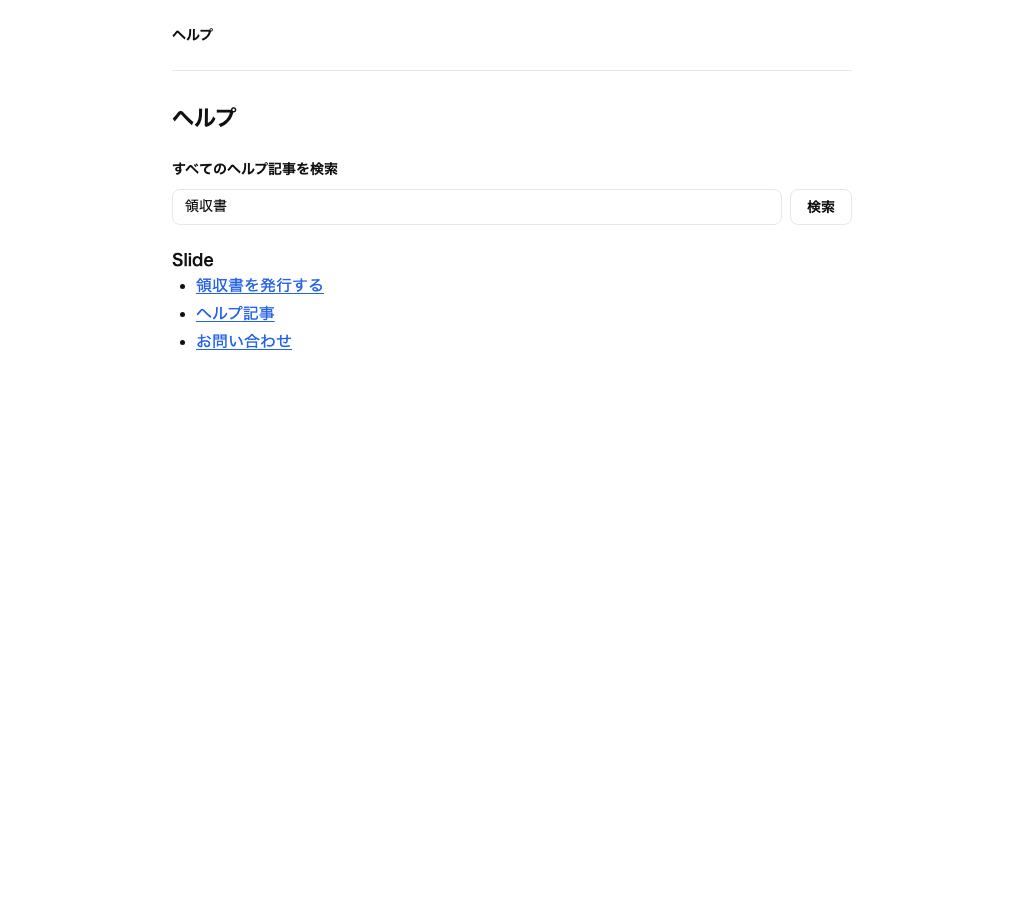 ヘルプ
ヘルプ
すべてのヘルプ記事を検索
領収書
検索
Slide
領収書を発行する
ヘルプ記事
お問い合わせ